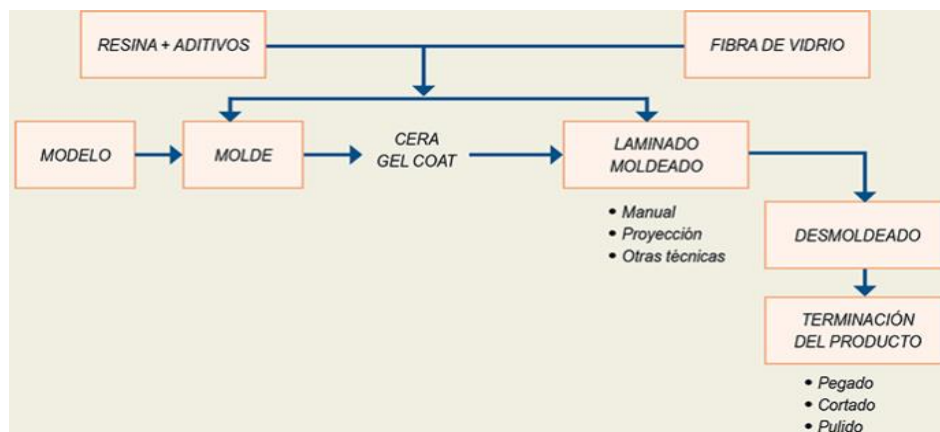 RESINA + ADITIVOS
FIBRA DE VIDRIO
MODELO
MOLDE
CERA
GEL COAT
LAMINADO
MOLDEADO
• Manual
• Proyección
• Otras técnicas
DESMOLDEADO
TERMINACIÓN
DEL PRODUCTO
• Pegado
• Cortado
• Pulido